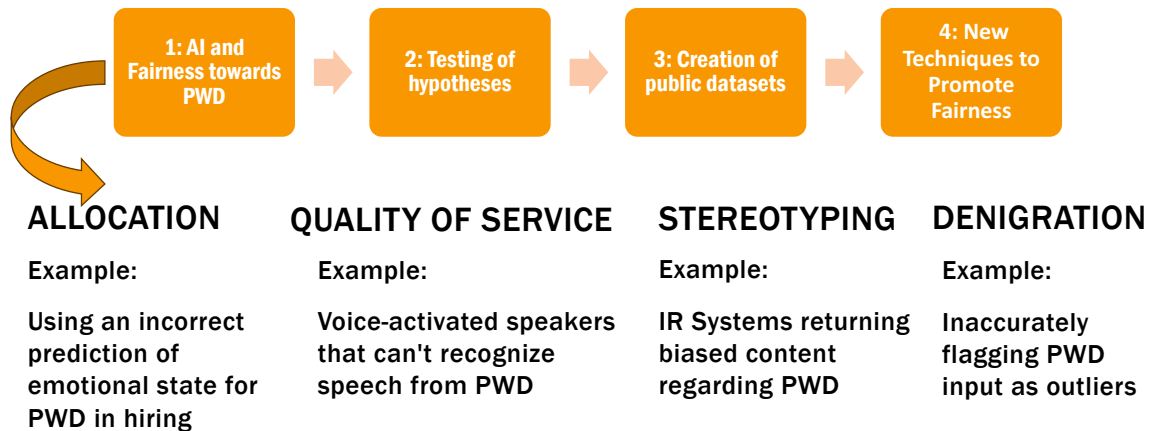 1: AI and
Fairness towards
PWD
2: Testing of
hypotheses
3: Creation of
public datasets
4: New
Techniques to
Promote
Fairness
ALLOCATION
Example:
Using an incorrect
prediction of
emotional state for
PWD in hiring
QUALITY OF SERVICE
Example:
Voice-activated speakers
that can't recognize
speech from PWD
STEREOTYPING
Example:
IR Systems returning
biased content
regarding PWD
DENIGRATION
Example:
Inaccurately
flagging PWD
input as outliers